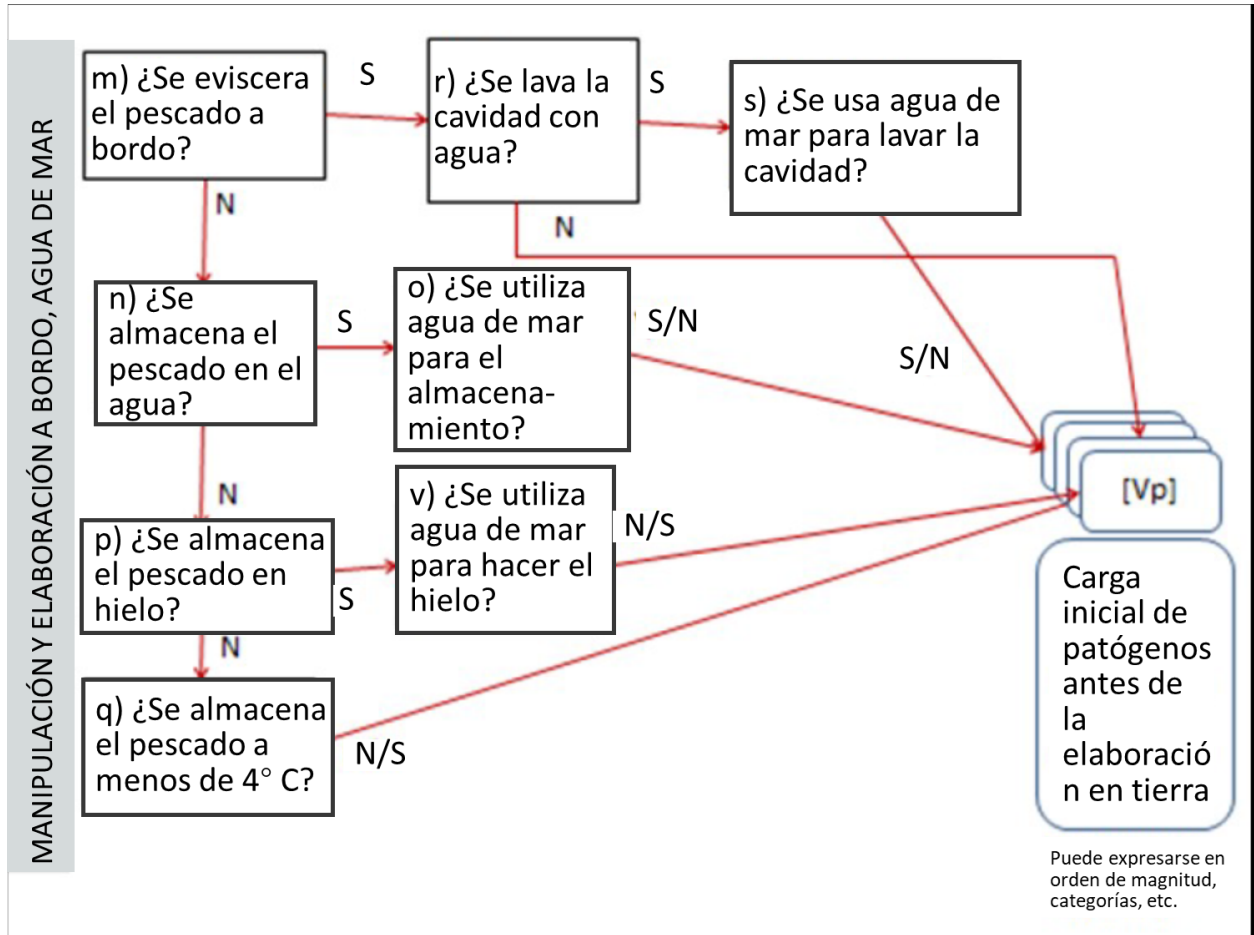 MANIPULACIÓN Y ELABORACIÓN A BORDO, AGUA DE MAR
m) ¿Se eviscera
el pescado a
bordo?
S
r) ¿Se lava la
cavidad con
agua?
S
s) ¿Se usa agua de
mar para lavar la
cavidad?
N
N
n) ¿Se
almacena el
pescado en el
agua?
S
o) ¿Se utiliza
agua de mar
para el
almacena-
miento?
S/N
S/N
N
p) ¿Se almacena
el pescado en
hielo?
S
v) ¿Se utiliza
agua de mar
para hacer el
hielo?
N/S
[Vp]
N
q) ¿Se almacena
el pescado a
menos de 4° C?
N/S
Carga
inicial de
patógenos
antes de
la
elaboració
n en tierra
Puede expresarse en
orden de magnitud,
categorías, etc.